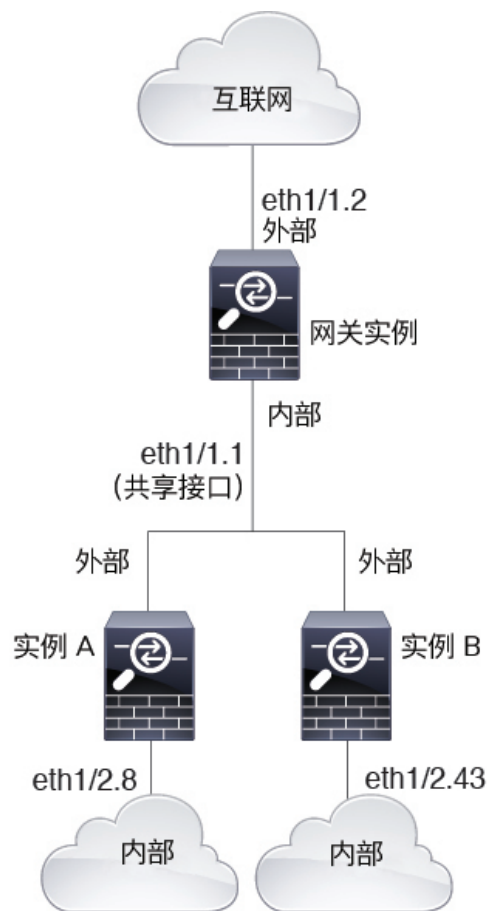 互联网
eth1/1.2
外部
网关实例
内部
eth1/1.1
(共享接口)
外部
外部
实例 A
实例 B
eth1/2.8
eth1/2.43
内部
内部